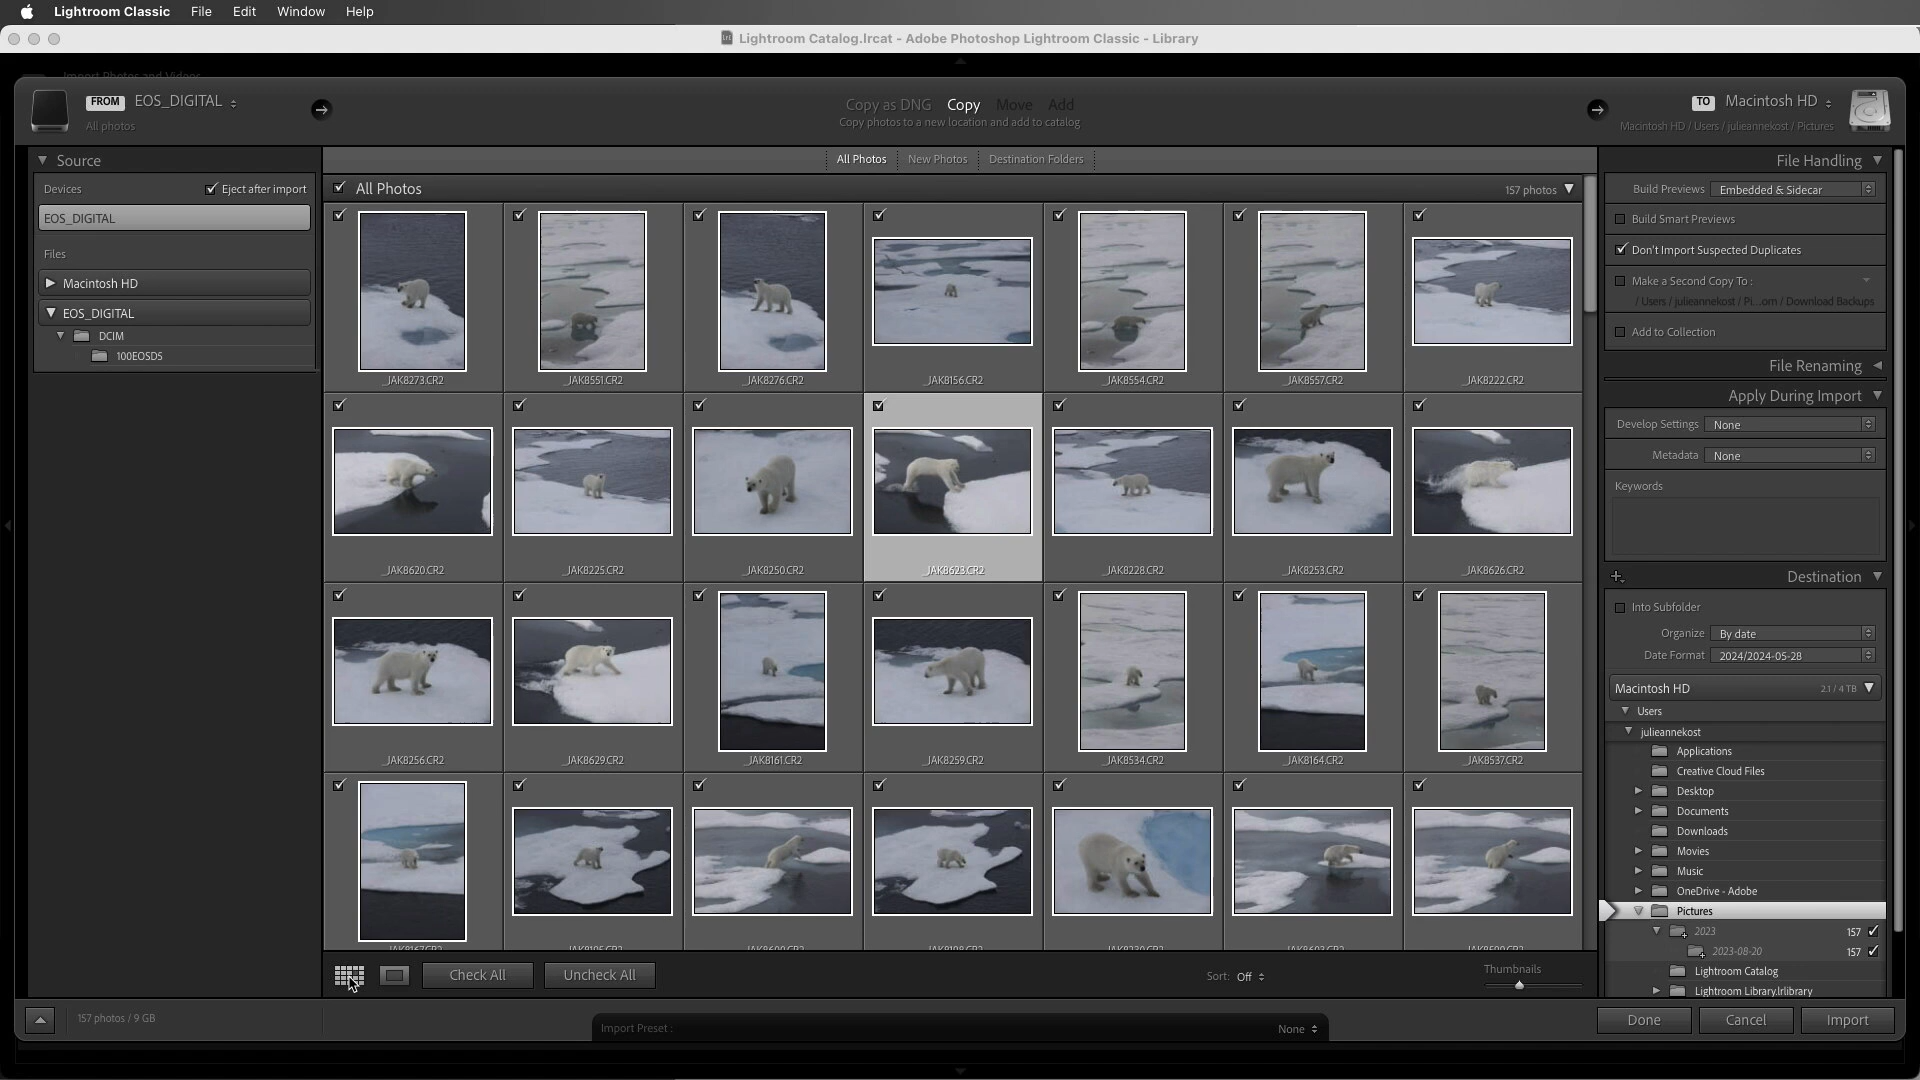 Lightroom Classic File Edit Window Help
Lightroom Catalog.lrcat - Adobe Photoshop Lightroom Classic - Library
Import Photos and Videos
FROM EOS_DIGITAL
All photos
Copy as DNG Copy Move Add
Copy photos to a new location and add to catalog
TO Macintosh HD
Macintosh HD / Users / julieannekost / Pictures
Source
Devices Eject after import
EOS_DIGITAL
Files
Macintosh HD
EOS_DIGITAL
DCIM
100EOSD5
All Photos New Photos Destination Folders
All Photos 157 photos
_JAK8273.CR2 _JAK8551.CR2 _JAK8276.CR2 _JAK8156.CR2 _JAK8554.CR2 _JAK8557.CR2 _JAK8222.CR2
_JAK8620.CR2 _JAK8225.CR2 _JAK8250.CR2 _JAK8623.CR2 _JAK8228.CR2 _JAK8253.CR2 _JAK8626.CR2
_JAK8256.CR2 _JAK8629.CR2 _JAK8161.CR2 _JAK8259.CR2 _JAK8534.CR2 _JAK8164.CR2 _JAK8537.CR2
Check All Uncheck All Sort: Off Thumbnails
File Handling
Build Previews Embedded & Sidecar
Build Smart Previews
Don't Import Suspected Duplicates
Make a Second Copy To :
/ Users / julieannekost / Pi...om / Download Backups
Add to Collection
File Renaming
Apply During Import
Develop Settings None
Metadata None
Keywords
Destination
Into Subfolder
Organize By date
Date Format 2024/2024-05-28
Macintosh HD 2.1 / 4 TB
Users
julieannekost
Applications
Creative Cloud Files
Desktop
Documents
Downloads
Movies
Music
OneDrive - Adobe
Pictures
2023 157
2023-08-20 157
Lightroom Catalog
Lightroom Library.lrlibrary
157 photos / 9 GB
Import Preset : None
Done Cancel Import